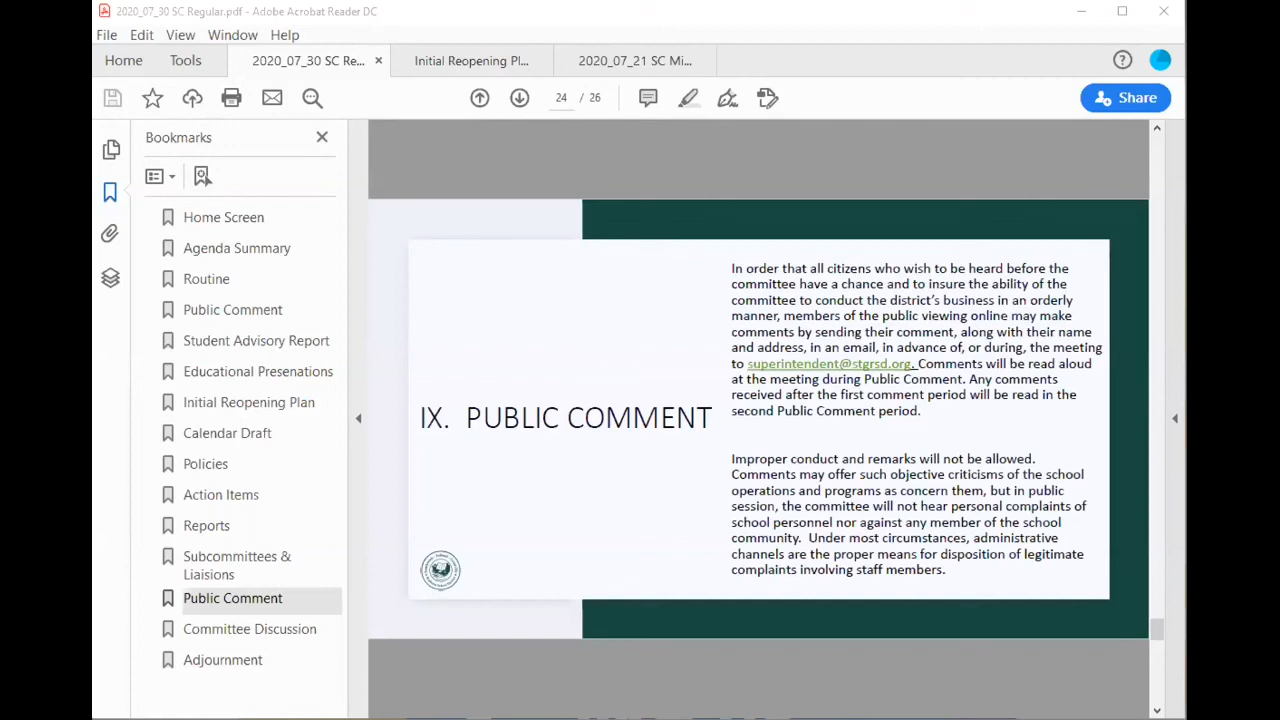 2020_07_30 SC Regular.pdf - Adobe Acrobat Reader DC
File Edit View Window Help
Home Tools 2020_07_30 SC Re... × Initial Reopening Pl... 2020_07_21 SC Mi...
24 / 26
Share
Bookmarks
Home Screen
Agenda Summary
Routine
Public Comment
Student Advisory Report
Educational Presenations
Initial Reopening Plan
Calendar Draft
Policies
Action Items
Reports
Subcommittees &
Liaisions
Public Comment
Committee Discussion
Adjournment
IX. PUBLIC COMMENT
In order that all citizens who wish to be heard before the
committee have a chance and to insure the ability of the
committee to conduct the district's business in an orderly
manner, members of the public viewing online may make
comments by sending their comment, along with their name
and address, in an email, in advance of, or during, the meeting
to superintendent@stgrsd.org. Comments will be read aloud
at the meeting during Public Comment. Any comments
received after the first comment period will be read in the
second Public Comment period.
Improper conduct and remarks will not be allowed.
Comments may offer such objective criticisms of the school
operations and programs as concern them, but in public
session, the committee will not hear personal complaints of
school personnel nor against any member of the school
community. Under most circumstances, administrative
channels are the proper means for disposition of legitimate
complaints involving staff members.